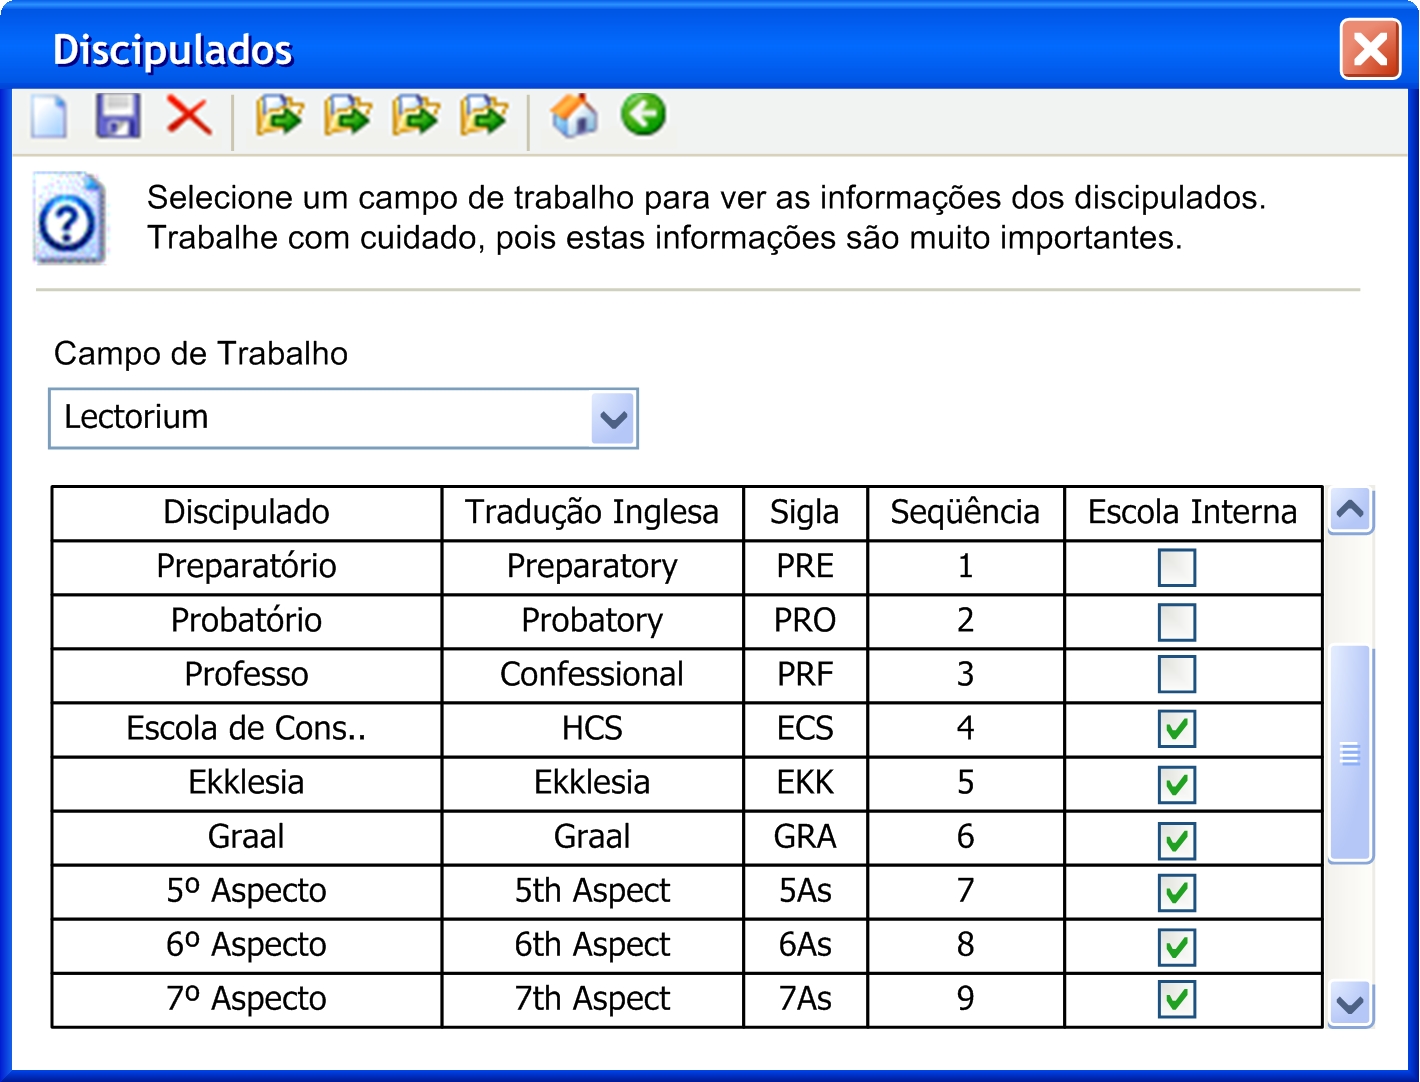 Discipulados
Selecione um campo de trabalho para ver as informações dos discipulados.
Trabalhe com cuidado, pois estas informações são muito importantes.
Campo de Trabalho
Lectorium
Discipulado Tradução Inglesa Sigla Seqüência Escola Interna
Preparatório Preparatory PRE 1
Probatório Probatory PRO 2
Professo Confessional PRF 3
Escola de Cons.. HCS ECS 4
Ekklesia Ekklesia EKK 5
Graal Graal GRA 6
5º Aspecto 5th Aspect 5As 7
6º Aspecto 6th Aspect 6As 8
7º Aspecto 7th Aspect 7As 9